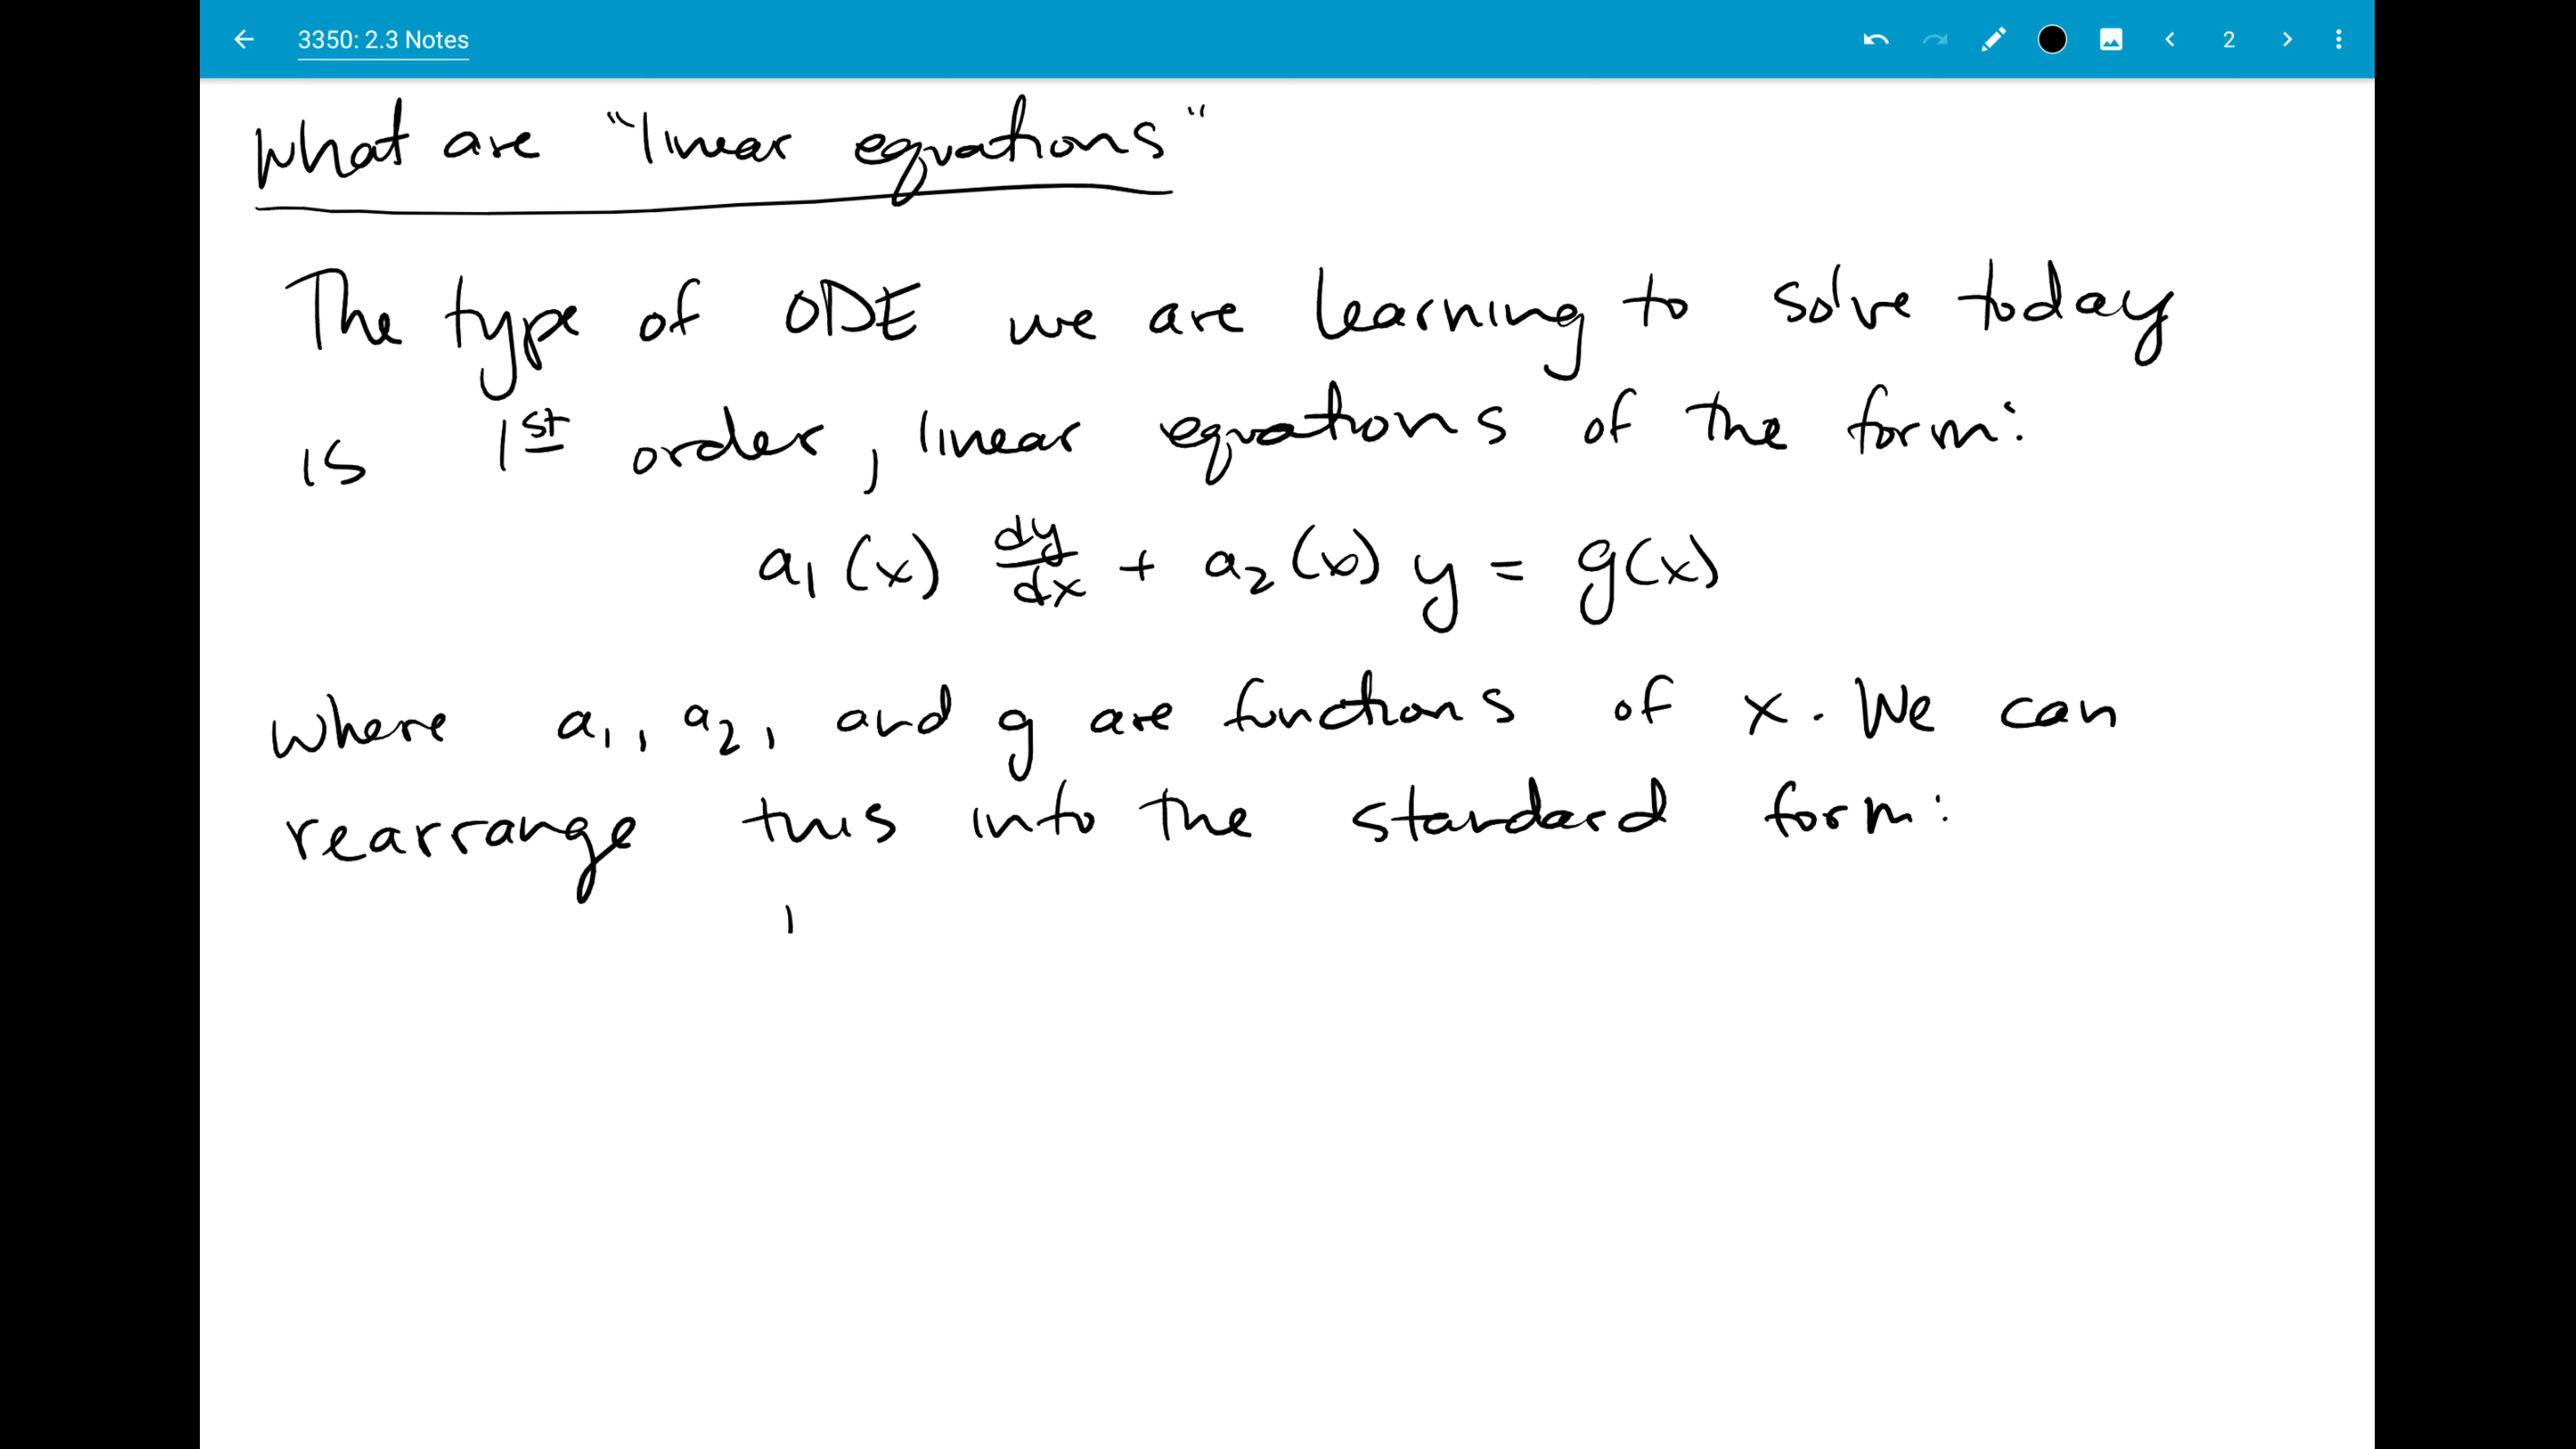 3350: 2.3 Notes
2
What are "linear equations"
The type of ODE we are learning to solve today
is 1st order, linear equations of the form:
a₁(x) dy/dx + a₂(x) y = g(x)
where a₁, a₂, and g are functions of x. We can
rearrange this into the standard form: